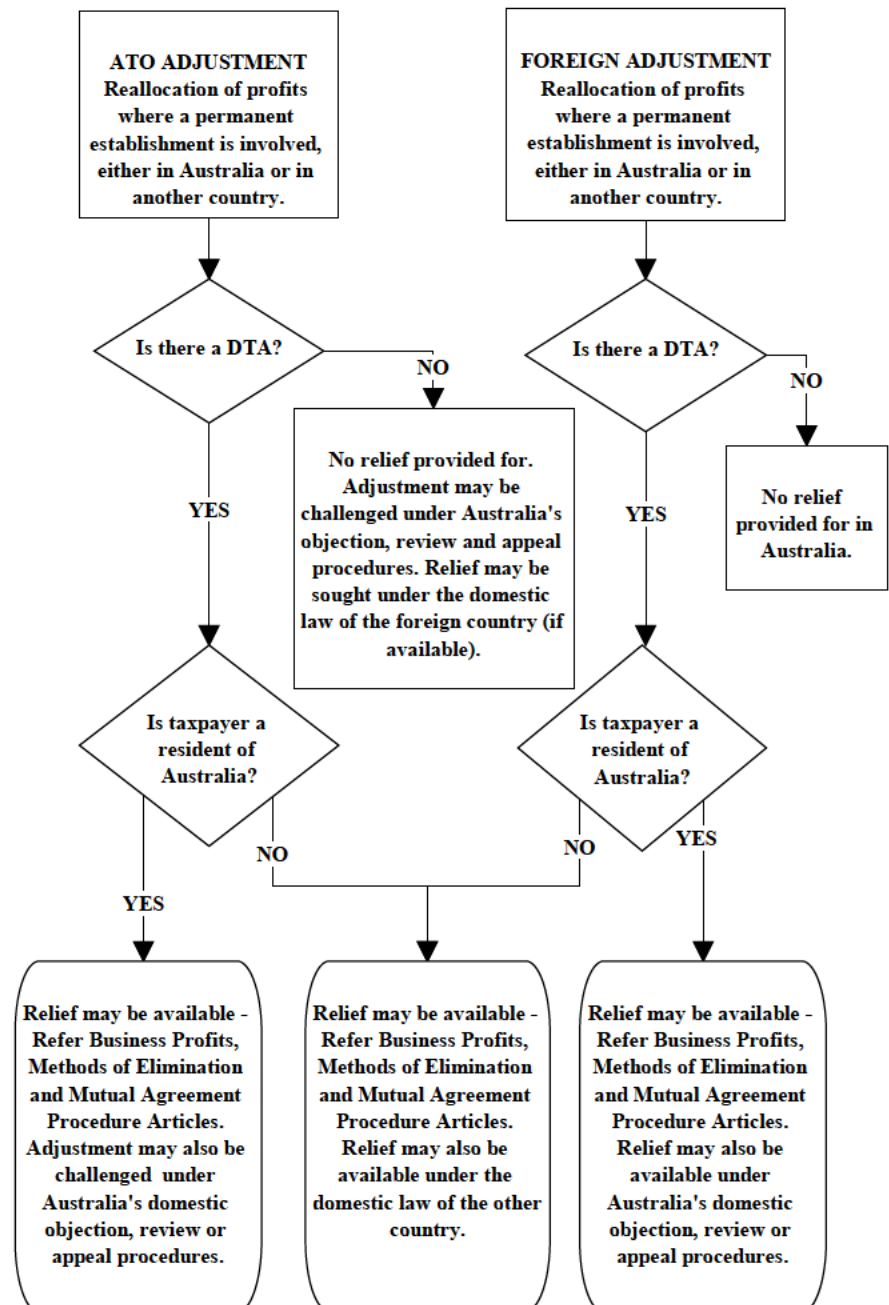 ATO ADJUSTMENT
Reallocation of profits
where a permanent
establishment is involved,
either in Australia or in
another country.
FOREIGN ADJUSTMENT
Reallocation of profits
where a permanent
establishment is involved,
either in Australia or in
another country.
Is there a DTA?
NO
Is there a DTA?
NO
No relief provided for.
Adjustment may be
challenged under Australia's
objection, review and appeal
procedures. Relief may be
sought under the domestic
law of the foreign country (if
available).
No relief
provided for in
Australia.
YES
YES
Is taxpayer a
resident of
Australia?
Is taxpayer a
resident of
Australia?
NO
NO
YES
YES
Relief may be available -
Refer Business Profits,
Methods of Elimination
and Mutual Agreement
Procedure Articles.
Adjustment may also be
challenged under
Australia's domestic
objection, review or
appeal procedures.
Relief may be available -
Refer Business Profits,
Methods of Elimination
and Mutual Agreement
Procedure Articles.
Relief may also be
available under the
domestic law of the other
country.
Relief may be available -
Refer Business Profits,
Methods of Elimination
and Mutual Agreement
Procedure Articles.
Relief may also be
available under
Australia's domestic
objection, review or
appeal procedures.